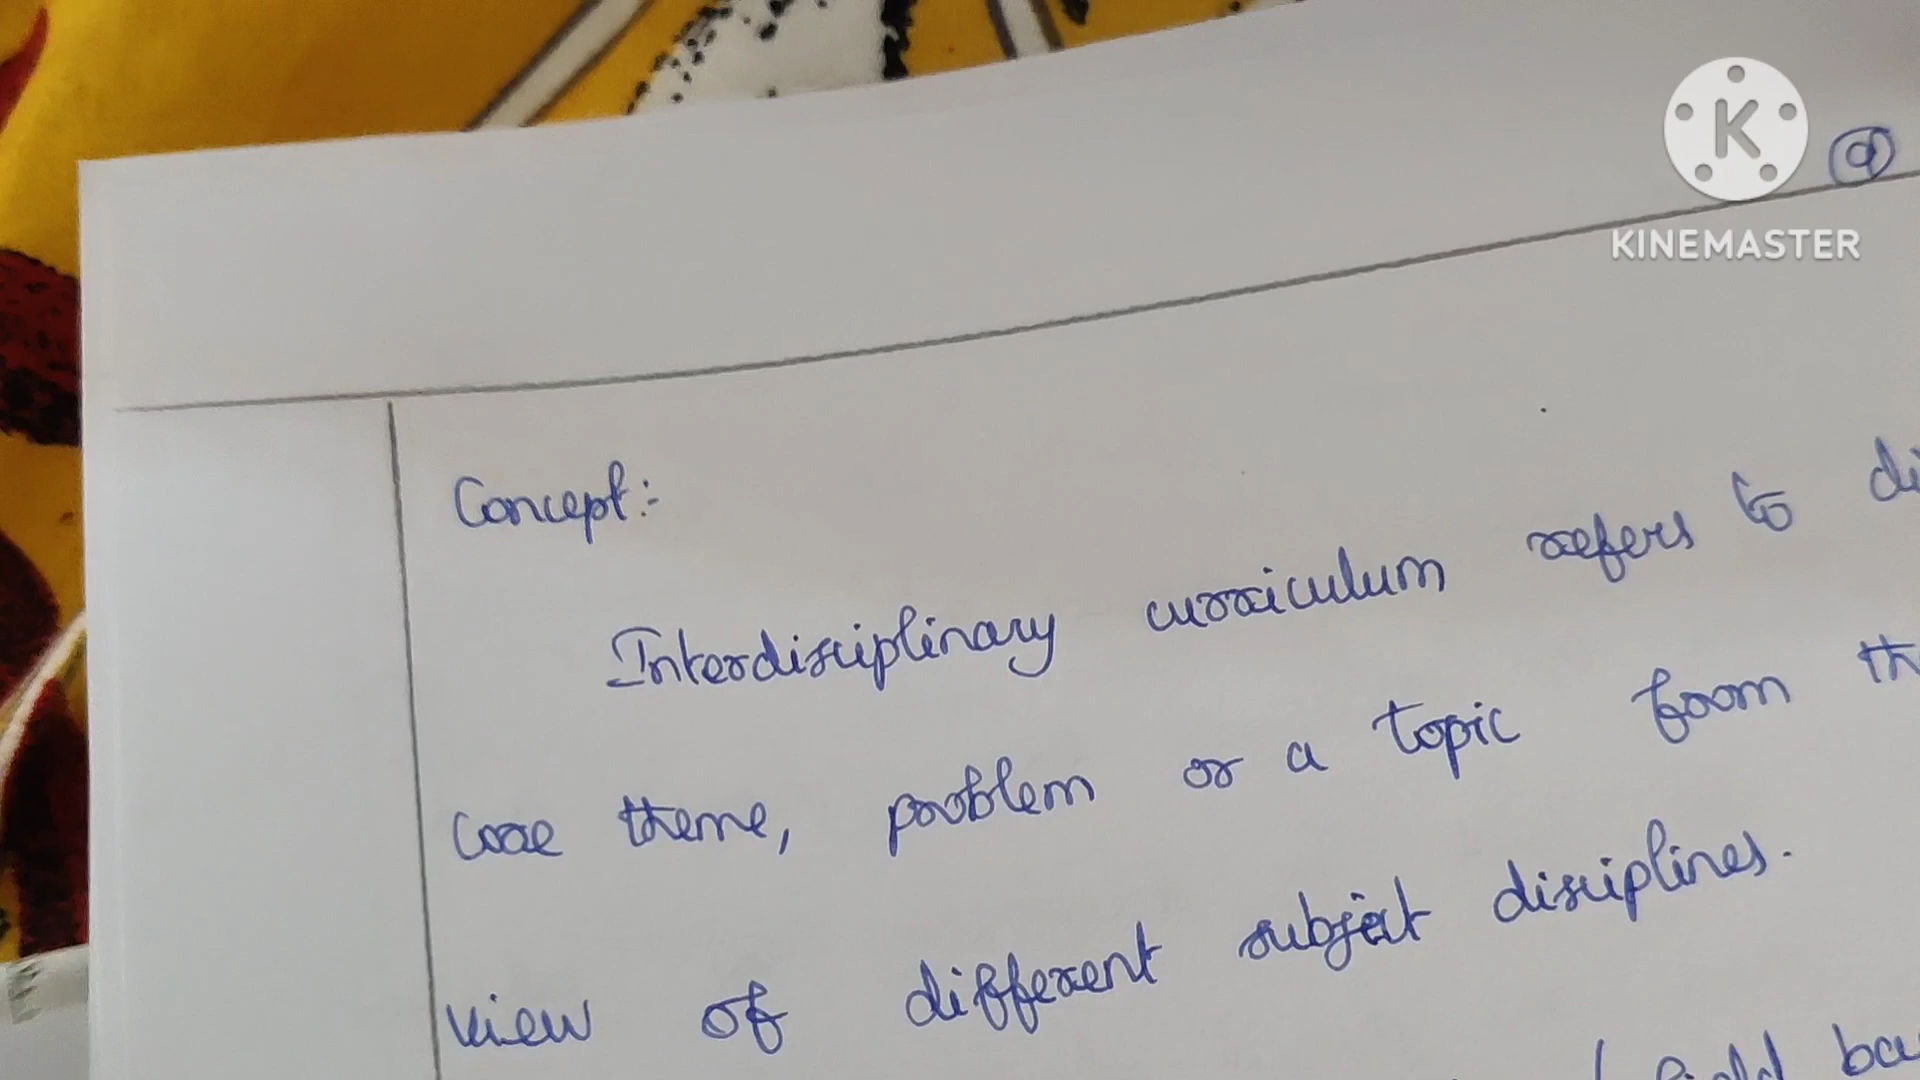 K
KINEMASTER
Concept:-
Interdisciplinary curriculum refers to
core theme, problem or a topic from
view of different subject disciplines.